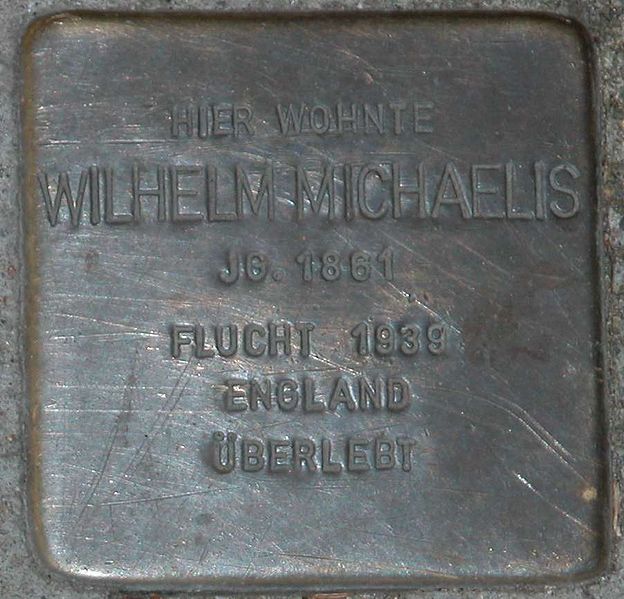 HIER WOHNTE
WILHELM MICHAELIS
JG. 1861
FLUCHT 1939
ENGLAND
ÜBERLEBT